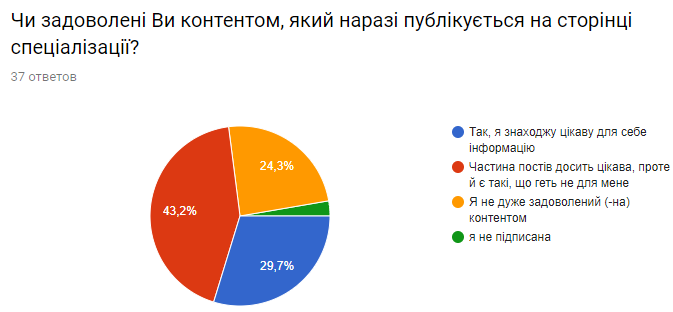 Чи задоволені Ви контентом, який наразі публікується на сторінці
спеціалізації?
37 ответов
24,3%
43,2%
29,7%
Так, я знаходжу цікаву для себе
інформацію
Частина постів досить цікава, проте
й є такі, що геть не для мене
Я не дуже задоволений (-на)
контентом
я не підписана